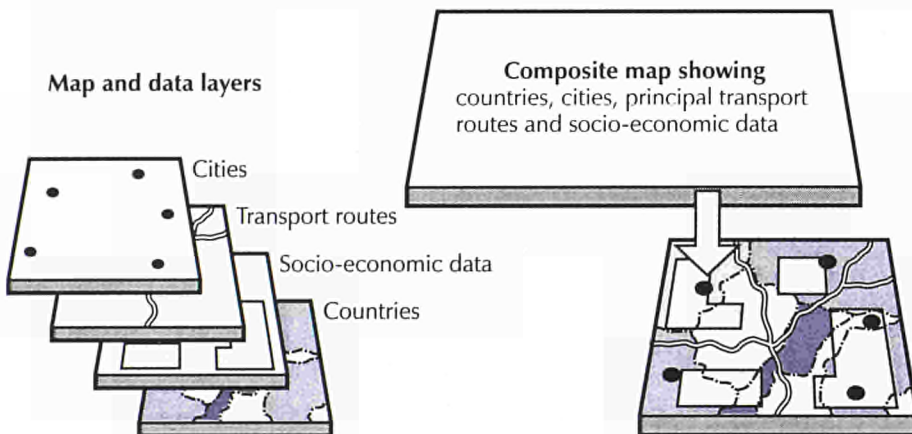 Map and data layers
Cities
Transport routes
Socio-economic data
Countries
Composite map showing
countries, cities, principal transport
routes and socio-economic data